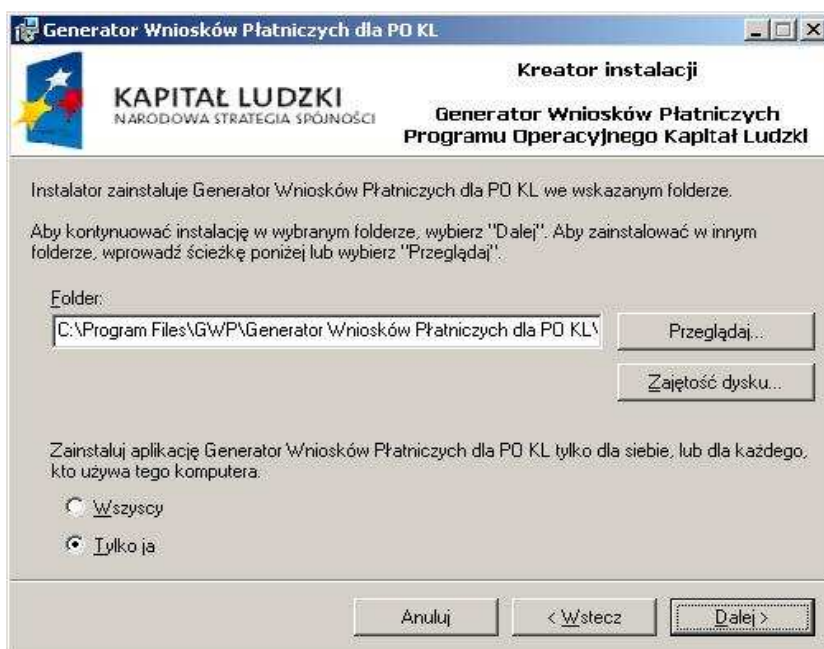 Generator Wniosków Płatniczych dla PO KL
KAPITAŁ LUDZKI
NARODOWA STRATEGIA SPÓJNOŚCI
Kreator instalacji
Generator Wniosków Płatniczych
Programu Operacyjnego Kapitał Ludzki
Instalator zainstaluje Generator Wniosków Płatniczych dla PO KL we wskazanym folderze.
Aby kontynuować instalację w wybranym folderze, wybierz "Dalej". Aby zainstalować w innym
folderze, wprowadź ścieżkę poniżej lub wybierz "Przeglądaj".
Folder:
C:\Program Files\GWP\Generator Wniosków Płatniczych dla PO KL\
Przeglądaj...
Zajętość dysku...
Zainstaluj aplikację Generator Wniosków Płatniczych dla PO KL tylko dla siebie, lub dla każdego,
kto używa tego komputera.
Wszyscy
Tylko ja
Anuluj
< Wstecz
Dalej >